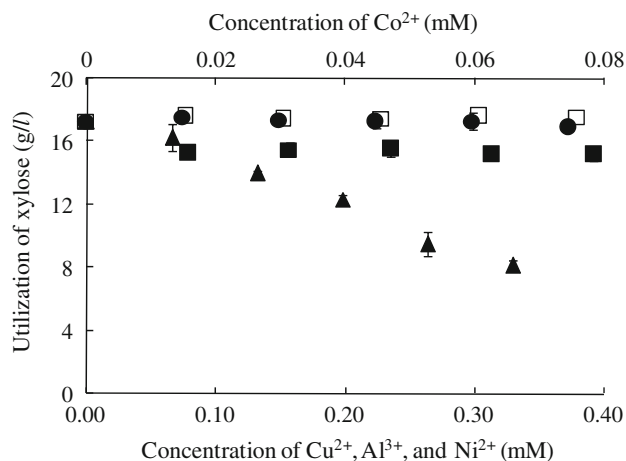 Concentration of Co²⁺ (mM)
0 0.02 0.04 0.06 0.08
Utilization of xylose (g/l)
20
16
12
8
4
0
0.00 0.10 0.20 0.30 0.40
Concentration of Cu²⁺, Al³⁺, and Ni²⁺ (mM)